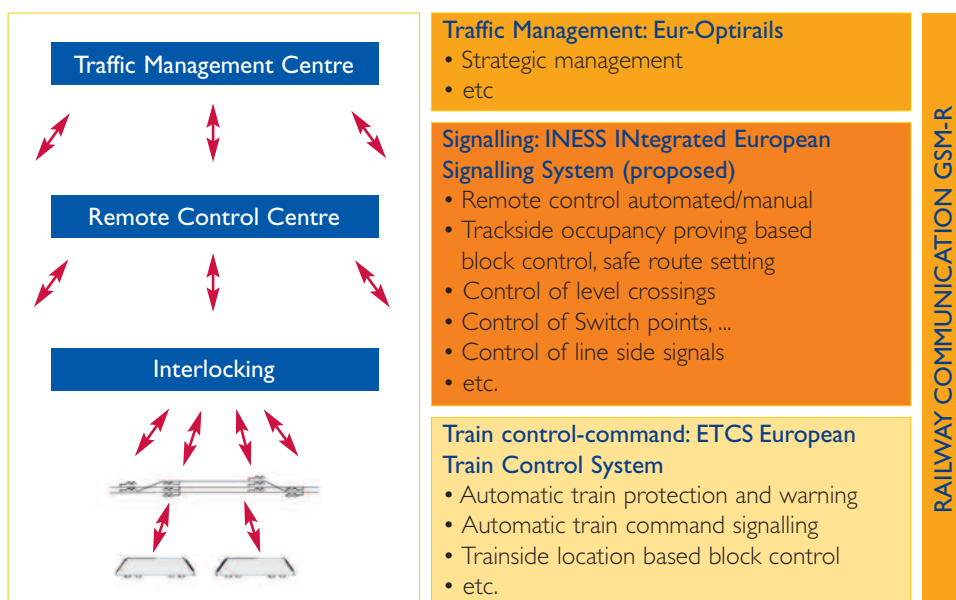 Traffic Management Centre
Remote Control Centre
Interlocking
Traffic Management: Eur-Optirails
• Strategic management
• etc
Signalling: INESS INtegrated European
Signalling System (proposed)
• Remote control automated/manual
• Trackside occupancy proving based
block control, safe route setting
• Control of level crossings
• Control of Switch points, ...
• Control of line side signals
• etc.
Train control-command: ETCS European
Train Control System
• Automatic train protection and warning
• Automatic train command signalling
• Trainside location based block control
• etc.
RAILWAY COMMUNICATION GSM-R